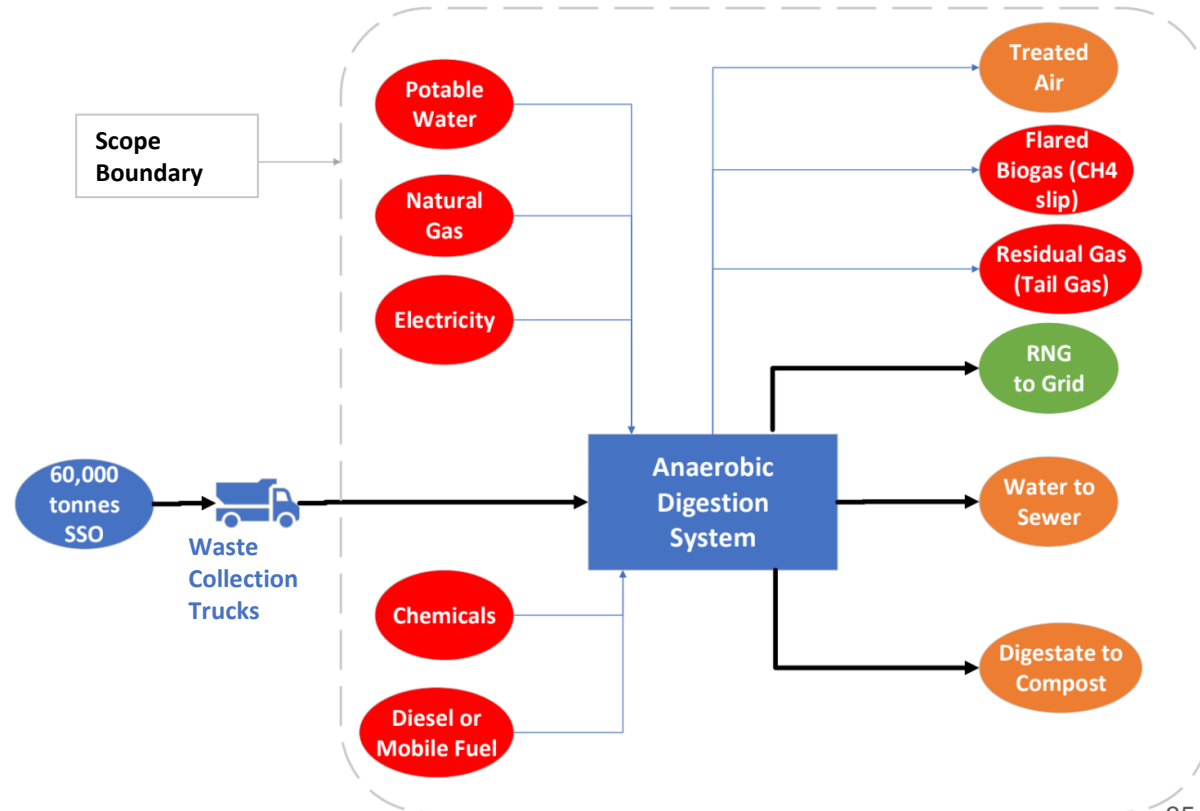 Scope
Boundary
Potable
Water
Natural
Gas
Electricity
60,000
tonnes
SSO
Waste
Collection
Trucks
Chemicals
Diesel or
Mobile Fuel
Anaerobic
Digestion
System
Treated
Air
Flared
Biogas (CH4
slip)
Residual Gas
(Tail Gas)
RNG
to Grid
Water to
Sewer
Digestate to
Compost